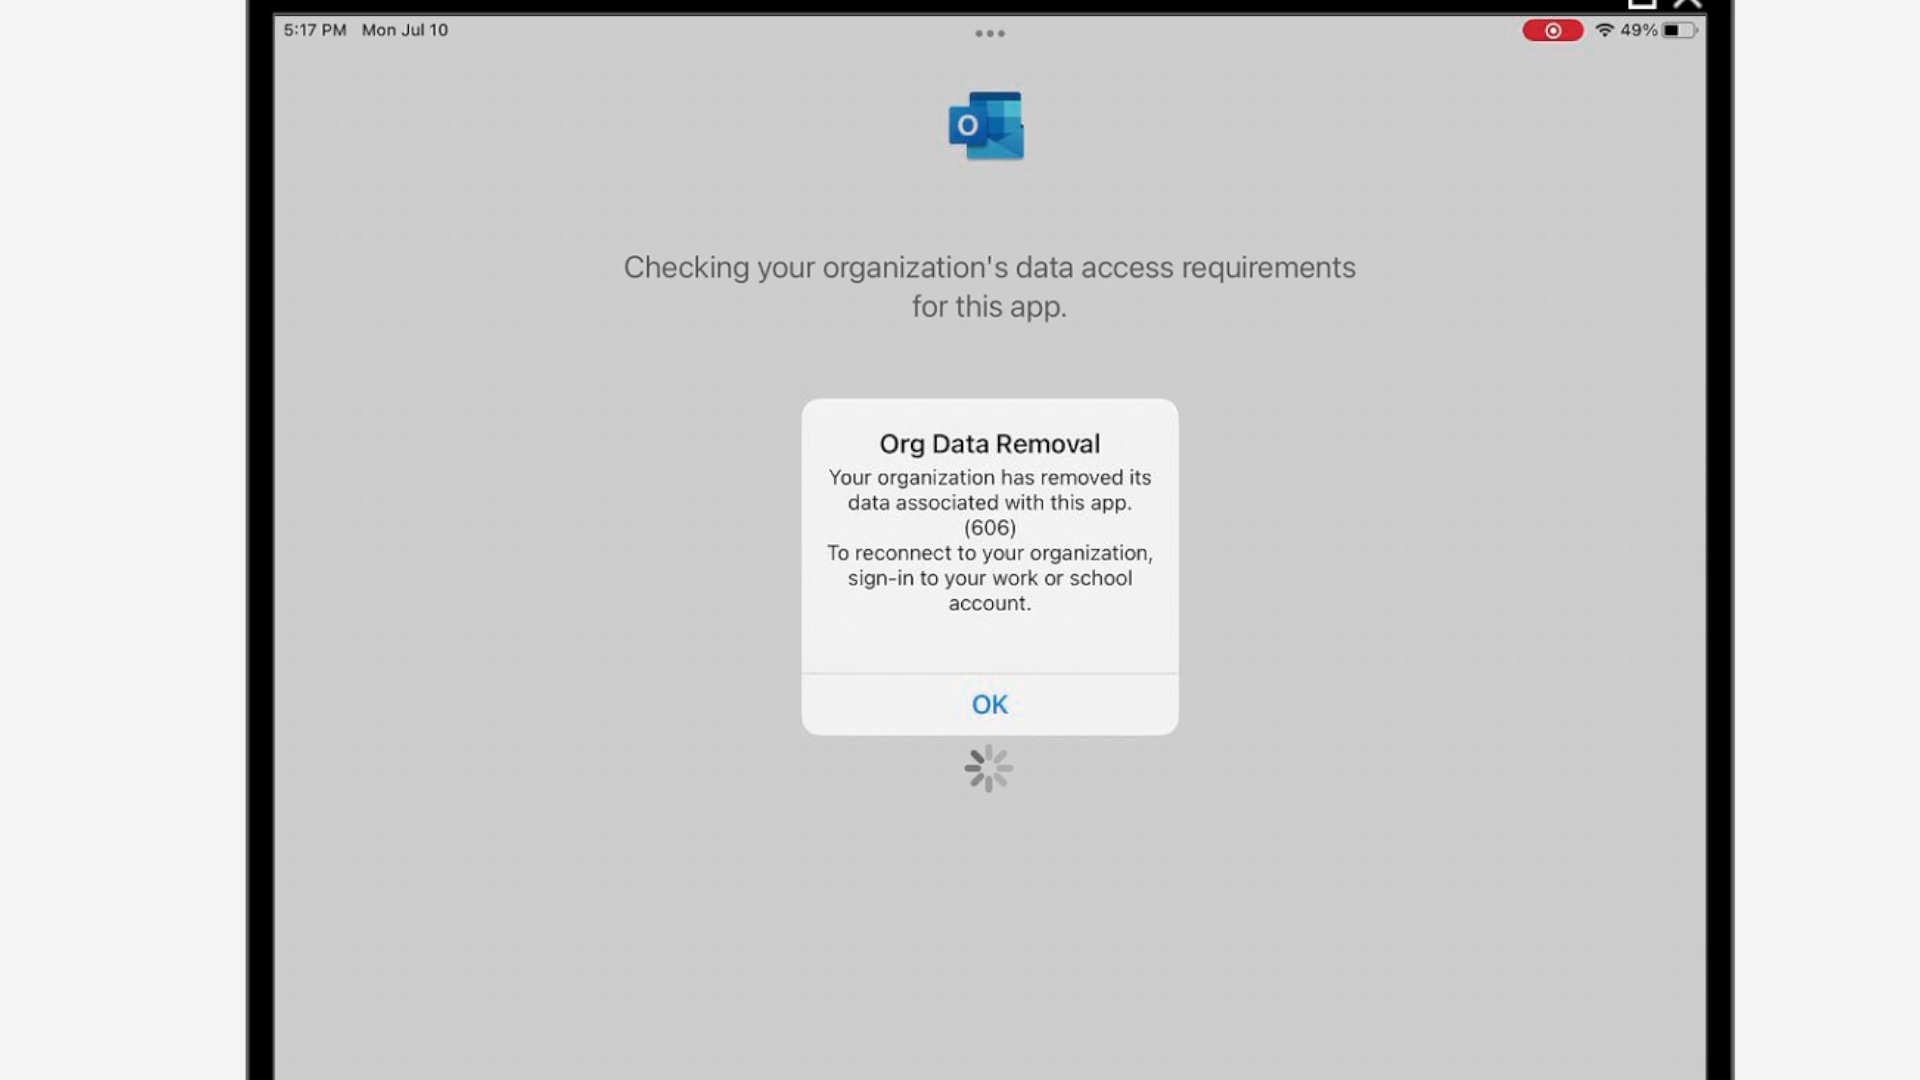 5:17 PM Mon Jul 10
49%
O
Checking your organization's data access requirements
for this app.
Org Data Removal
Your organization has removed its
data associated with this app.
(606)
To reconnect to your organization,
sign-in to your work or school
account.
OK